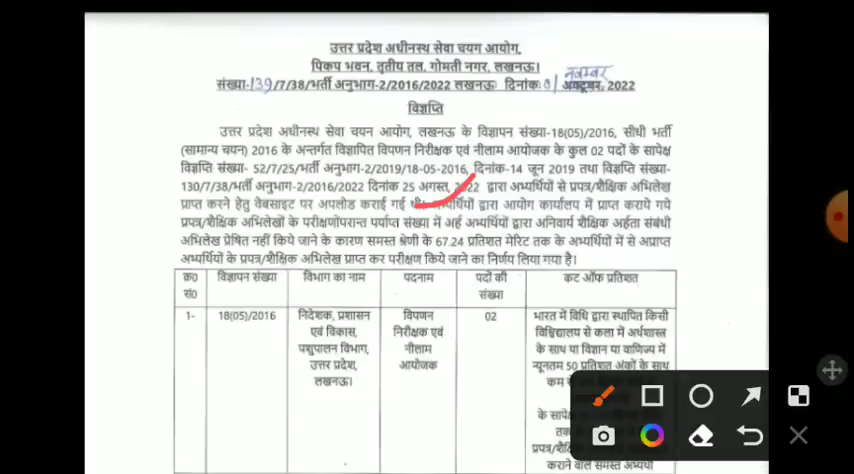 उत्तर प्रदेश अधीनस्थ सेवा चयन आयोग,
पिकप भवन, तृतीय तल, गोमती नगर, लखनऊ।
नवम्बर
संख्या-139/7/38/भर्ती अनुभाग-2/2016/2022 लखनऊः दिनांकः01 अक्टूबर, 2022
विज्ञप्ति
उत्तर प्रदेश अधीनस्थ सेवा चयन आयोग, लखनऊ के विज्ञापन संख्या-18(05)/2016, सीधी भर्ती
(सामान्य चयन) 2016 के अन्तर्गत विज्ञापित विपणन निरीक्षक एवं नीलाम आयोजक के कुल 02 पदों के सापेक्ष
विज्ञप्ति संख्या- 52/7/25/भर्ती अनुभाग-2/2019/18-05-2016, दिनांक-14 जून 2019 तथा विज्ञप्ति संख्या-
130/7/38/भर्ती अनुभाग-2/2016/2022 दिनांक 25 अगस्त, 2022 द्वारा अभ्यर्थियों से प्रपत्र/शैक्षिक अभिलेख
प्राप्त करने हेतु वेबसाइट पर अपलोड कराई गई थी। अभ्यर्थियों द्वारा आयोग कार्यालय में प्राप्त कराये गये
प्रपत्र/शैक्षिक अभिलेखों के परीक्षणोंपरान्त पर्याप्त संख्या में अर्ह अभ्यर्थियों द्वारा अनिवार्य शैक्षिक अर्हता संबंधी
अभिलेख प्रेषित नहीं किये जाने के कारण समस्त श्रेणी के 67.24 प्रतिशत मेरिट तक के अभ्यर्थियों में से अप्राप्त
अभ्यर्थियों के प्रपत्र/शैक्षिक अभिलेख प्राप्त कर परीक्षण किये जाने का निर्णय लिया गया है।
क्र0 सं0 विज्ञापन संख्या विभाग का नाम पदनाम पदों की संख्या कट ऑफ प्रतिशत
1- 18(05)/2016 निदेशक, प्रशासन विपणन 02 भारत में विधि द्वारा स्थापित किसी
एवं विकास, निरीक्षक एवं विश्विद्यालय से कला में अर्थशास्त्र
पशुपालन विभाग, नीलाम के साथ या विज्ञान या वाणिज्य में
उत्तर प्रदेश, आयोजक न्यूनतम 50 प्रतिशत अंकों के साथ
लखनऊ। कम
के सापेक्ष
तक
प्रपत्र/शैक्षि
कराने वाले समस्त अभ्यर्थी